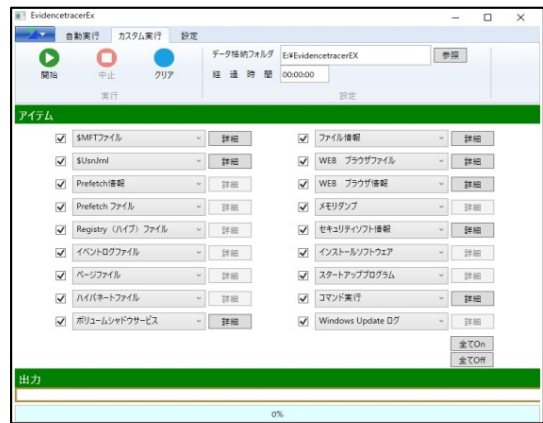 EvidencetracerEx
自動実行 カスタム実行 設定
開始 中止 クリア
実行
データ格納フォルダ E:¥EvidencetracerEX 参照
経過時間 00:00:00
設定
アイテム
$MFTファイル 詳細 ファイル情報 詳細
$UsnJrnl 詳細 WEB ブラウザファイル 詳細
Prefetch情報 詳細 WEB ブラウザ情報 詳細
Prefetch ファイル 詳細 メモリダンプ 詳細
Registry（ハイブ）ファイル 詳細 セキュリティソフト情報 詳細
イベントログファイル 詳細 インストールソフトウェア 詳細
ページファイル 詳細 スタートアッププログラム 詳細
ハイバネートファイル 詳細 コマンド実行 詳細
ボリュームシャドウサービス 詳細 Windows Update ログ 詳細
全てOn
全てOff
出力
0%